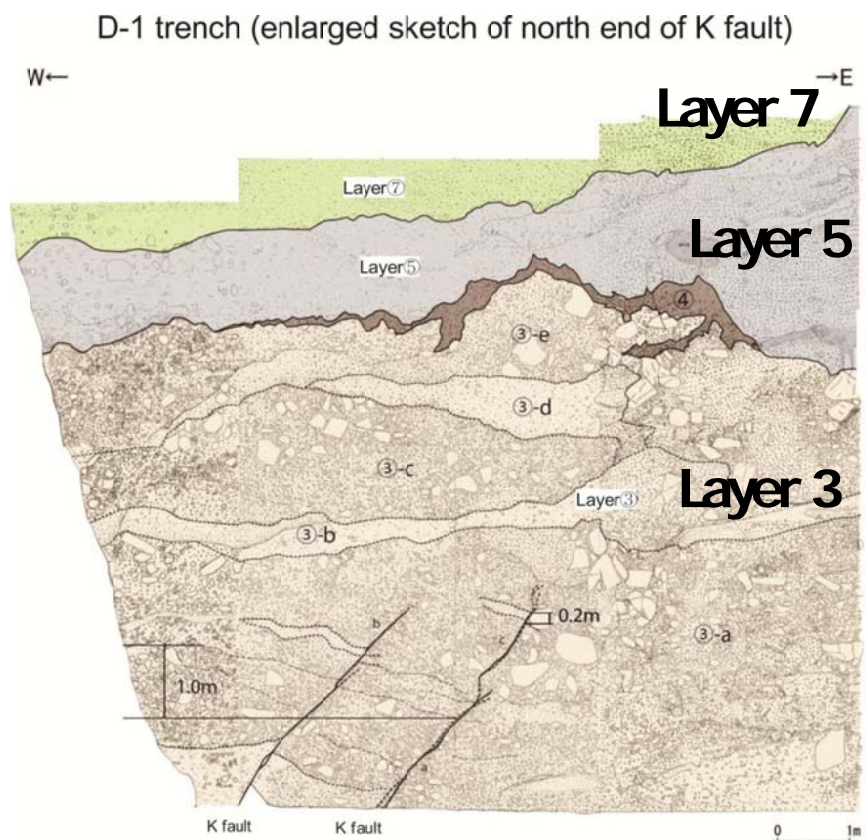 D-1 trench (enlarged sketch of north end of K fault)
W← →E
Layer 7
Layer⑦
Layer 5
Layer⑤
④
③-e
③-d
③-c
Layer 3
Layer③
③-b
b
0.2m
c
③-a
1.0m
a
K fault K fault
0 1m